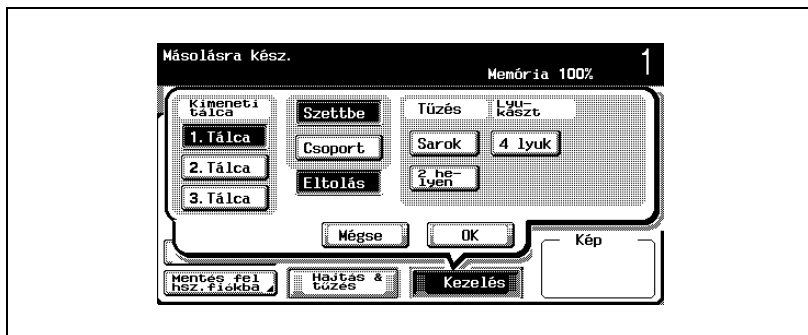 Másolásra kész.
Memória 100%
1
Kimeneti
tálca
1. Tálca
2. Tálca
3. Tálca
Szettbe
Csoport
Eltolás
Tűzés
Lyu-
kaszt
Sarok
4 lyuk
2 he-
lyen
Mégse
OK
Kép
Mentés fel
hsz.fiókba
Hajtás &
tűzés
Kezelés